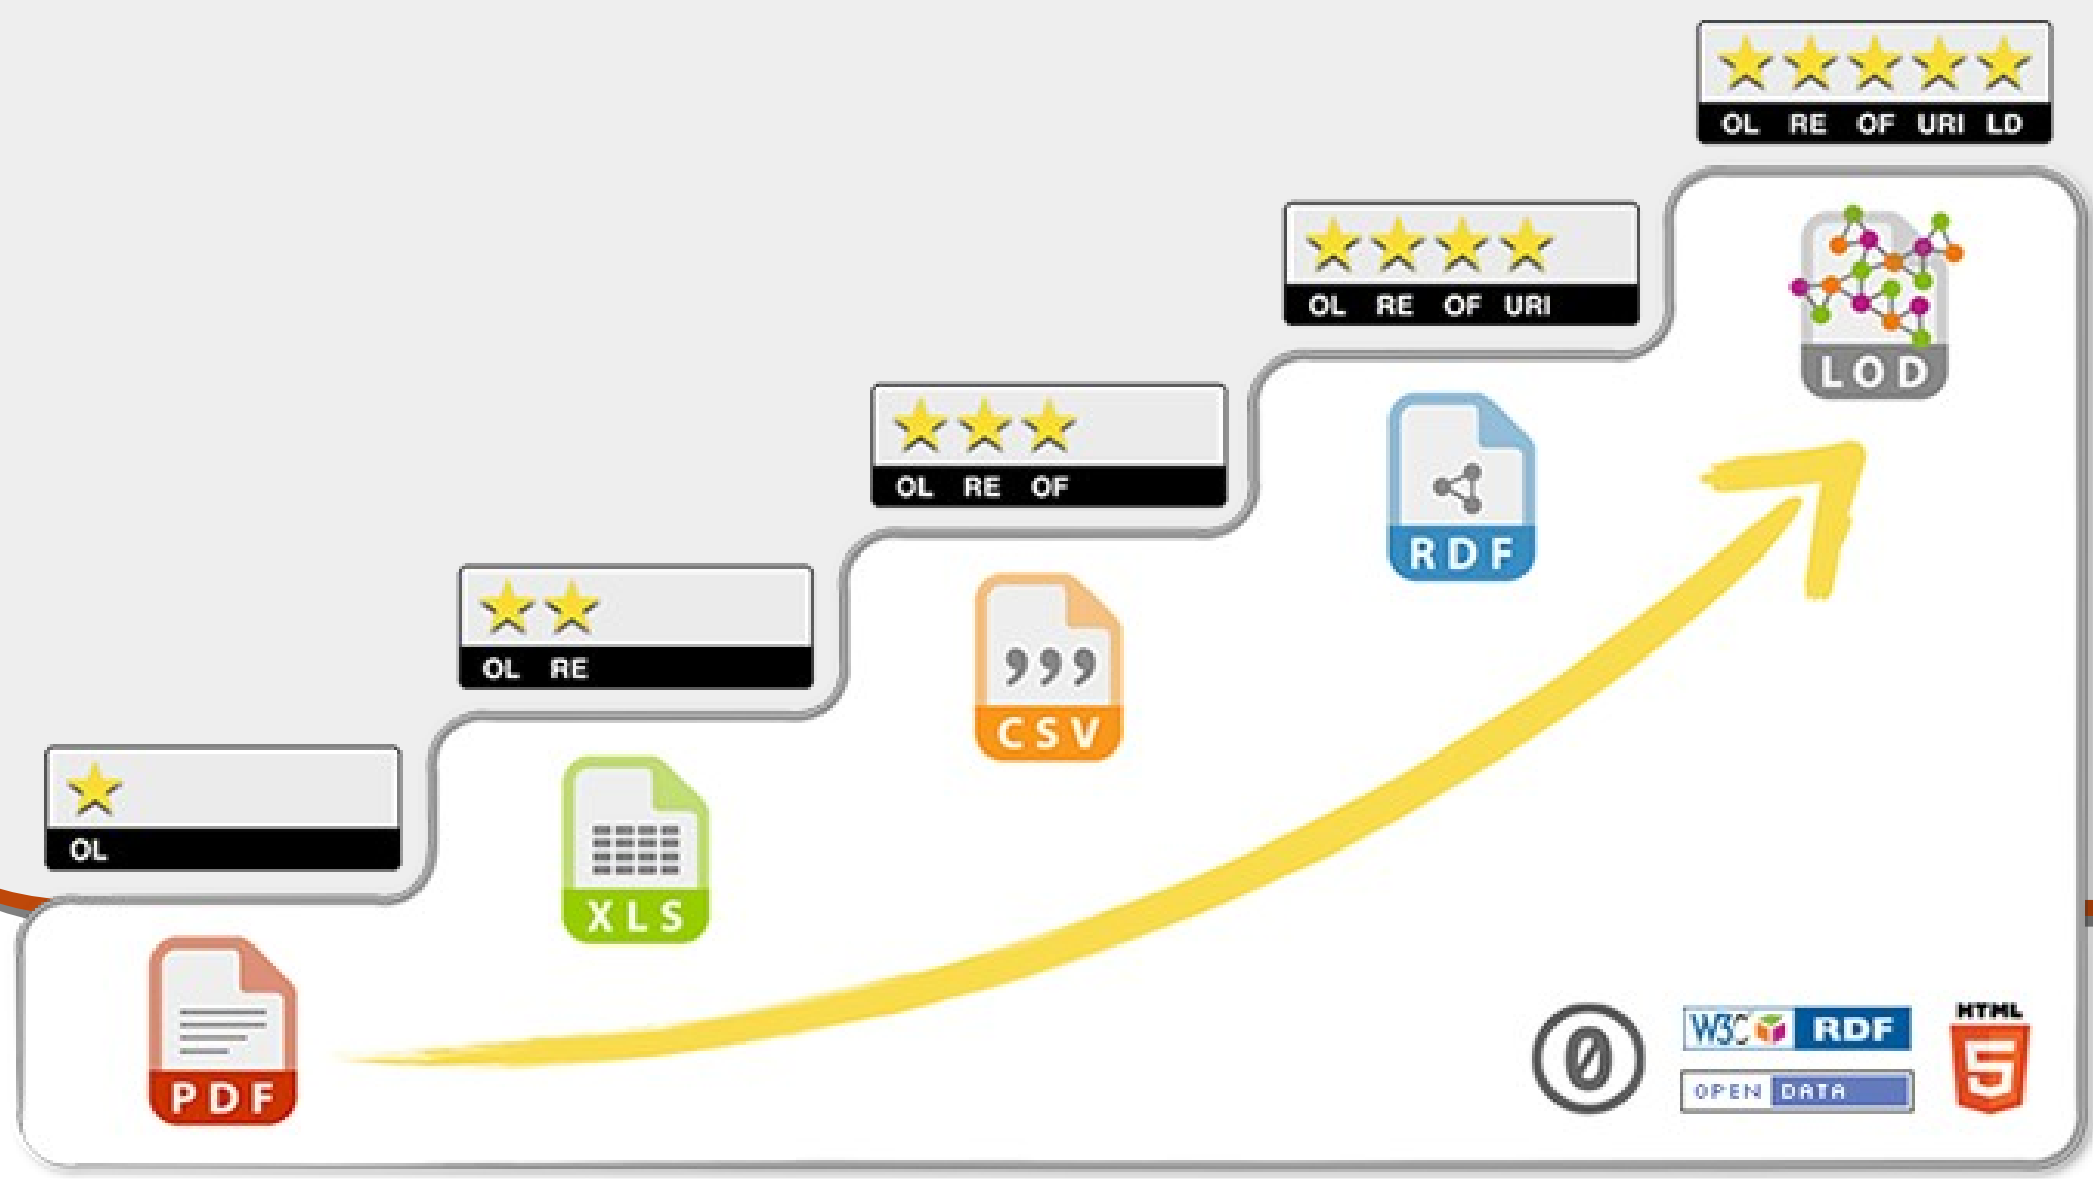 OL RE OF URI LD
LOD
OL RE OF URI
RDF
OL RE OF
CSV
OL RE
XLS
OL
PDF
0
W3C RDF
OPEN DATA
HTML
5